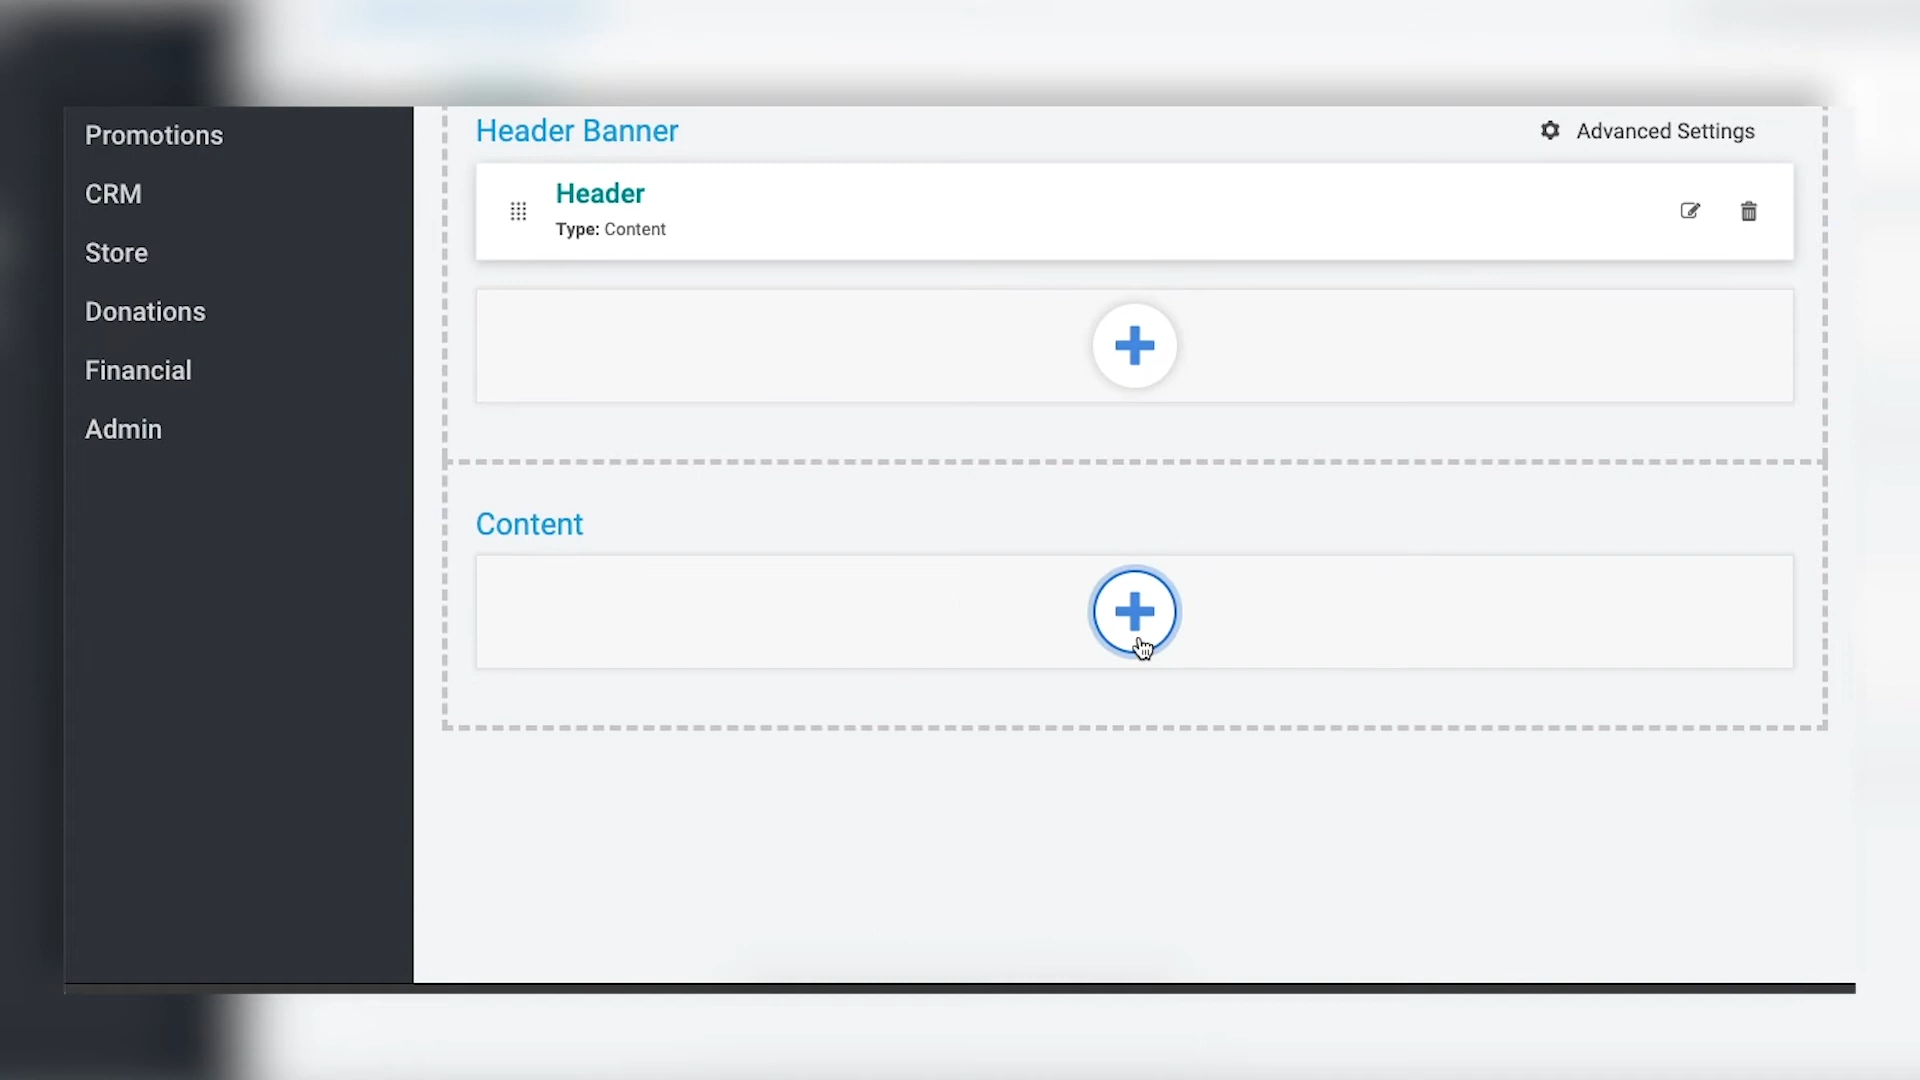 Promotions
CRM
Store
Donations
Financial
Admin
Header Banner
Advanced Settings
Header
Type: Content
Content